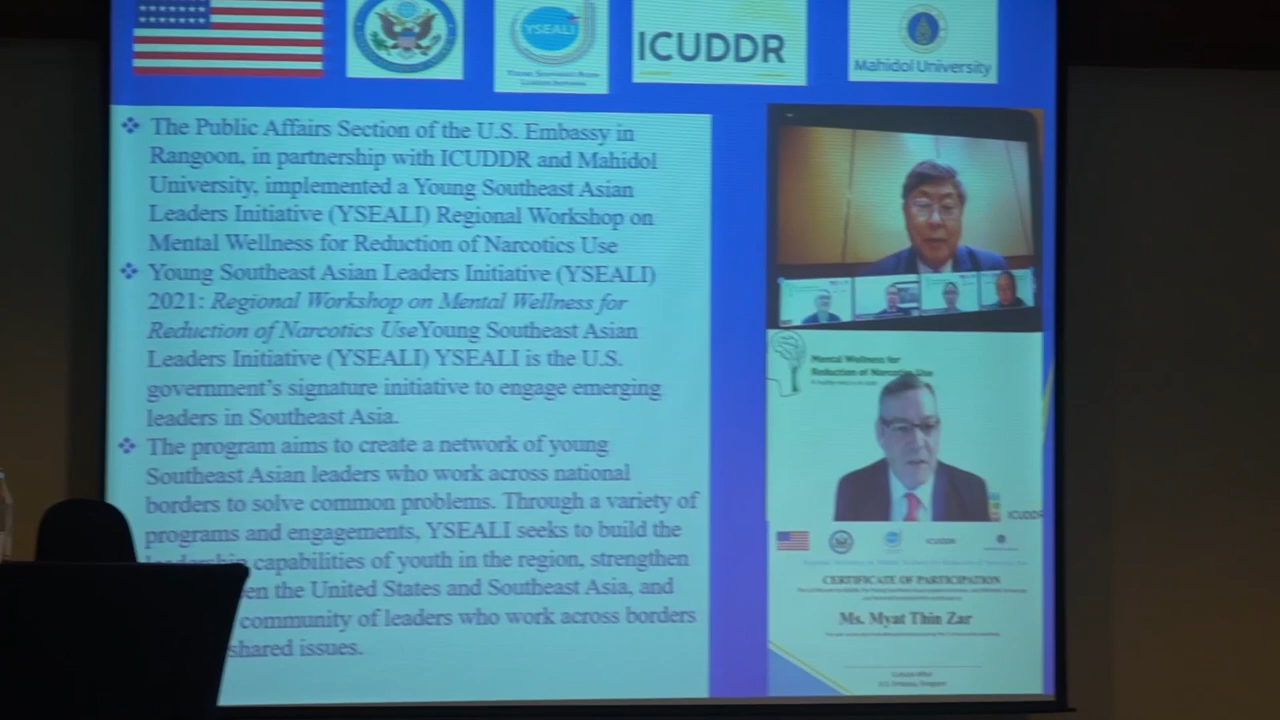 YSEALI
ICUDDR
Mahidol University
The Public Affairs Section of the U.S. Embassy in
Rangoon, in partnership with ICUDDR and Mahidol
University, implemented a Young Southeast Asian
Leaders Initiative (YSEALI) Regional Workshop on
Mental Wellness for Reduction of Narcotics Use
Young Southeast Asian Leaders Initiative (YSEALI)
2021: Regional Workshop on Mental Wellness for
Reduction of Narcotics UseYoung Southeast Asian
Leaders Initiative (YSEALI) YSEALI is the U.S.
government's signature initiative to engage emerging
leaders in Southeast Asia.
The program aims to create a network of young
Southeast Asian leaders who work across national
borders to solve common problems. Through a variety of
programs and engagements, YSEALI seeks to build the
capabilities of youth in the region, strengthen
en the United States and Southeast Asia, and
community of leaders who work across borders
shared issues.
Mental Wellness for
Reduction of Narcotics Use
ICUDDR
ICUDDR
CERTIFICATE OF PARTICIPATION
Ms. Myat Thin Zar